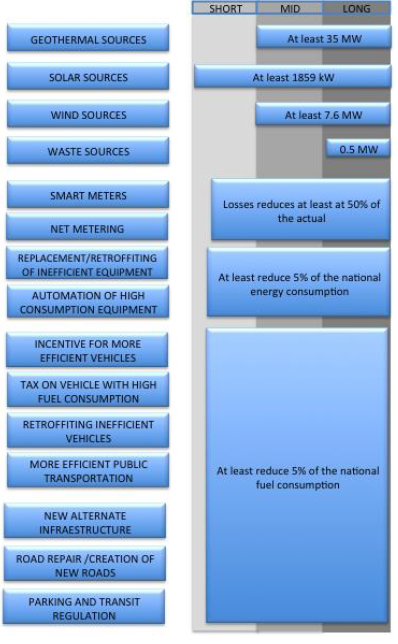 SHORT MID LONG
GEOTHERMAL SOURCES
At least 35 MW
SOLAR SOURCES
At least 1859 kW
WIND SOURCES
At least 7.6 MW
WASTE SOURCES
0.5 MW
SMART METERS
NET METERING
Losses reduces at least at 50% of
the actual
REPLACEMENT/RETROFFITING
OF INEFFICIENT EQUIPMENT
AUTOMATION OF HIGH
CONSUMPTION EQUIPMENT
At least reduce 5% of the national
energy consumption
INCENTIVE FOR MORE
EFFICIENT VEHICLES
TAX ON VEHICLE WITH HIGH
FUEL CONSUMPTION
RETROFFITING INEFFICIENT
VEHICLES
MORE EFFICIENT PUBLIC
TRANSPORTATION
NEW ALTERNATE
INFRAESTRUCTURE
ROAD REPAIR /CREATION OF
NEW ROADS
PARKING AND TRANSIT
REGULATION
At least reduce 5% of the national
fuel consumption